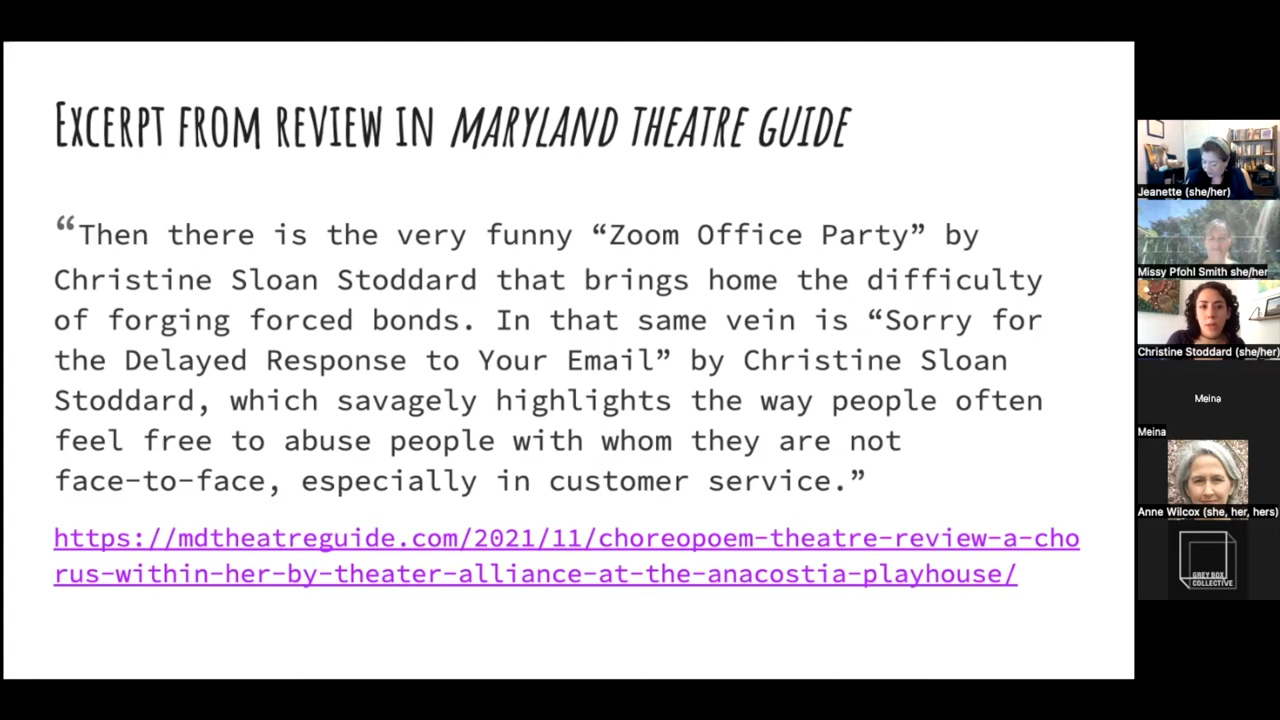 Excerpt from review in Maryland Theatre Guide
“Then there is the very funny “Zoom Office Party” by
Christine Sloan Stoddard that brings home the difficulty
of forging forced bonds. In that same vein is “Sorry for
the Delayed Response to Your Email” by Christine Sloan
Stoddard, which savagely highlights the way people often
feel free to abuse people with whom they are not
face-to-face, especially in customer service.”
https://mdtheatreguide.com/2021/11/choreopoem-theatre-review-a-cho
rus-within-her-by-theater-alliance-at-the-anacostia-playhouse/
Jeanette (she/her)
Missy Pfohl Smith she/her
Christine Stoddard (she/her)
Meina
Meina
Anne Wilcox (she, her, hers)
GREY BOX
COLLECTIVE